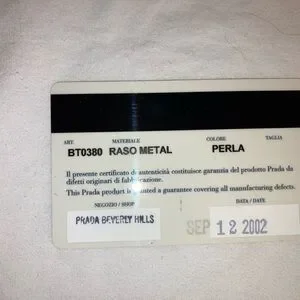 ART MATERIALE COLORE TAGLIA
BT0380 RASO METAL PERLA
Il presente certificato di autenticità costituisce garanzia del prodotto Prada da
difetti originari di fabbricazione.
This Prada product is granted a guarantee covering all manufacturing defects.
NEGOZIO / SHOP DATA / DATE
PRADA BEVERLY HILLS SEP 12 2002